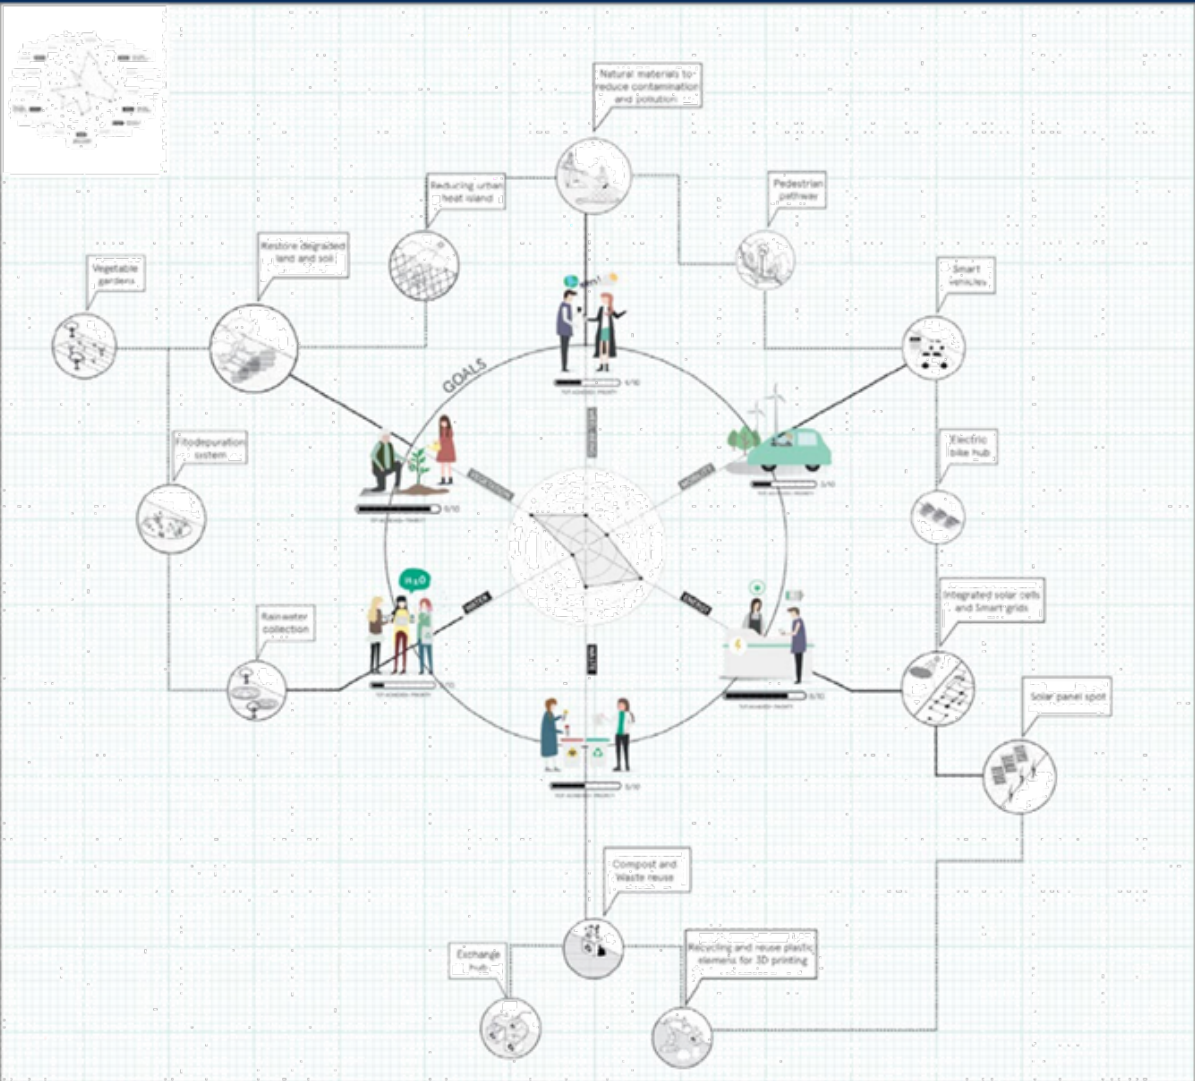 Natural materials to
reduce contamination
and pollution
Reducing urban
heat island
Pedestrian
pathway
Restore degraded
land and soil
Vegetable
gardens
Smart
vehicles
GOALS
Fitodepuration
system
Electric
bike hub
H₂O
WATER
ENERGY
WASTE
Rainwater
collection
Integrated solar cells
and Smart grids
Solar panel spot
Compost and
Waste reuse
Exchange
hub
Recycling and reuse plastic
elemens for 3D printing